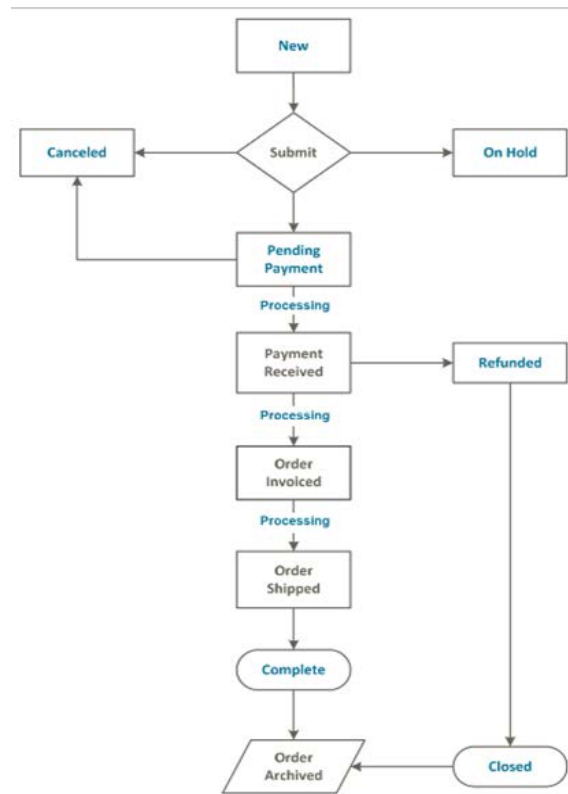 New
Canceled
Submit
On Hold
Pending
Payment
Processing
Payment
Received
Refunded
Processing
Order
Invoiced
Processing
Order
Shipped
Complete
Order
Archived
Closed